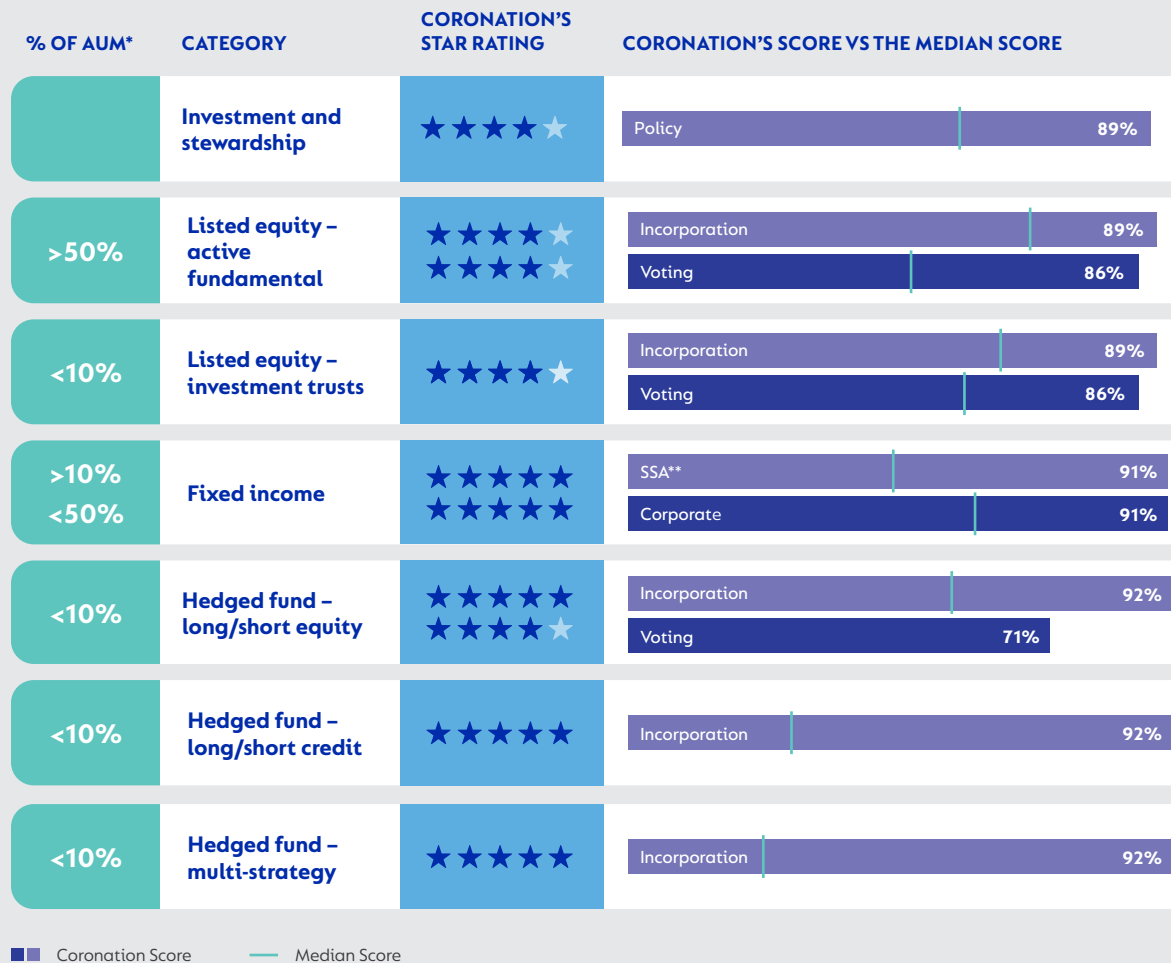 % OF AUM*
CATEGORY
CORONATION'S
STAR RATING
CORONATION'S SCORE VS THE MEDIAN SCORE
Investment and
stewardship
Policy
89%
>50%
Listed equity –
active
fundamental
Incorporation
89%
Voting
86%
<10%
Listed equity –
investment trusts
Incorporation
89%
Voting
86%
>10%
<50%
Fixed income
SSA**
91%
Corporate
91%
<10%
Hedged fund –
long/short equity
Incorporation
92%
Voting
71%
<10%
Hedged fund –
long/short credit
Incorporation
92%
<10%
Hedged fund –
multi-strategy
Incorporation
92%
Coronation Score
Median Score